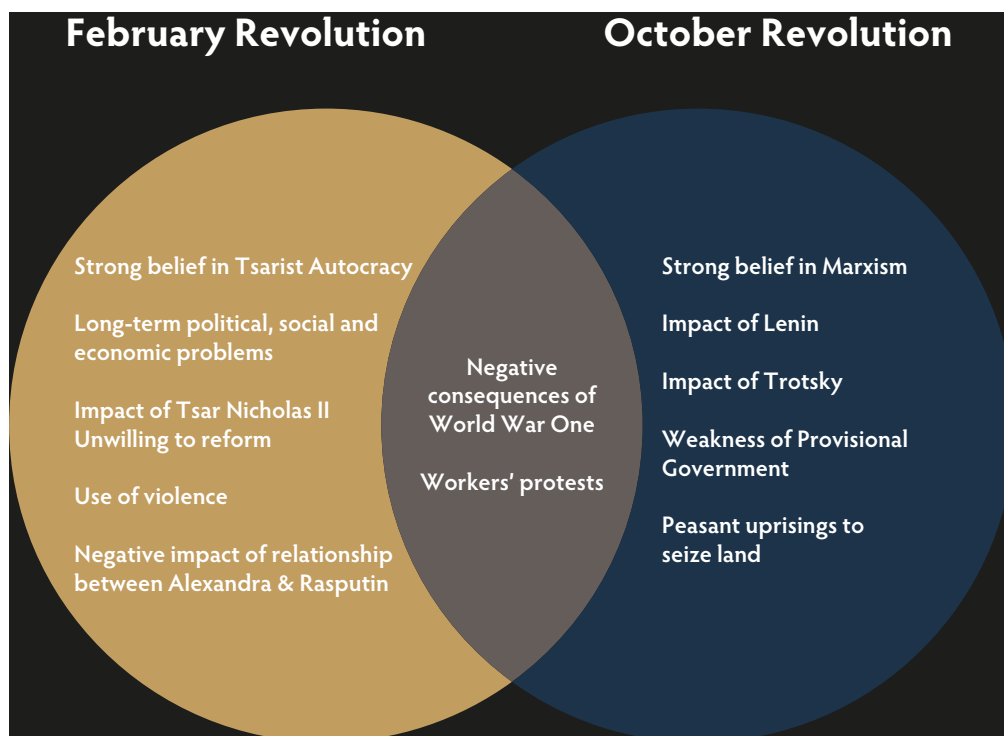 February Revolution
October Revolution
Strong belief in Tsarist Autocracy
Long-term political, social and
economic problems
Impact of Tsar Nicholas II
Unwilling to reform
Use of violence
Negative impact of relationship
between Alexandra & Rasputin
Negative
consequences of
World War One
Workers’ protests
Strong belief in Marxism
Impact of Lenin
Impact of Trotsky
Weakness of Provisional
Government
Peasant uprisings to
seize land